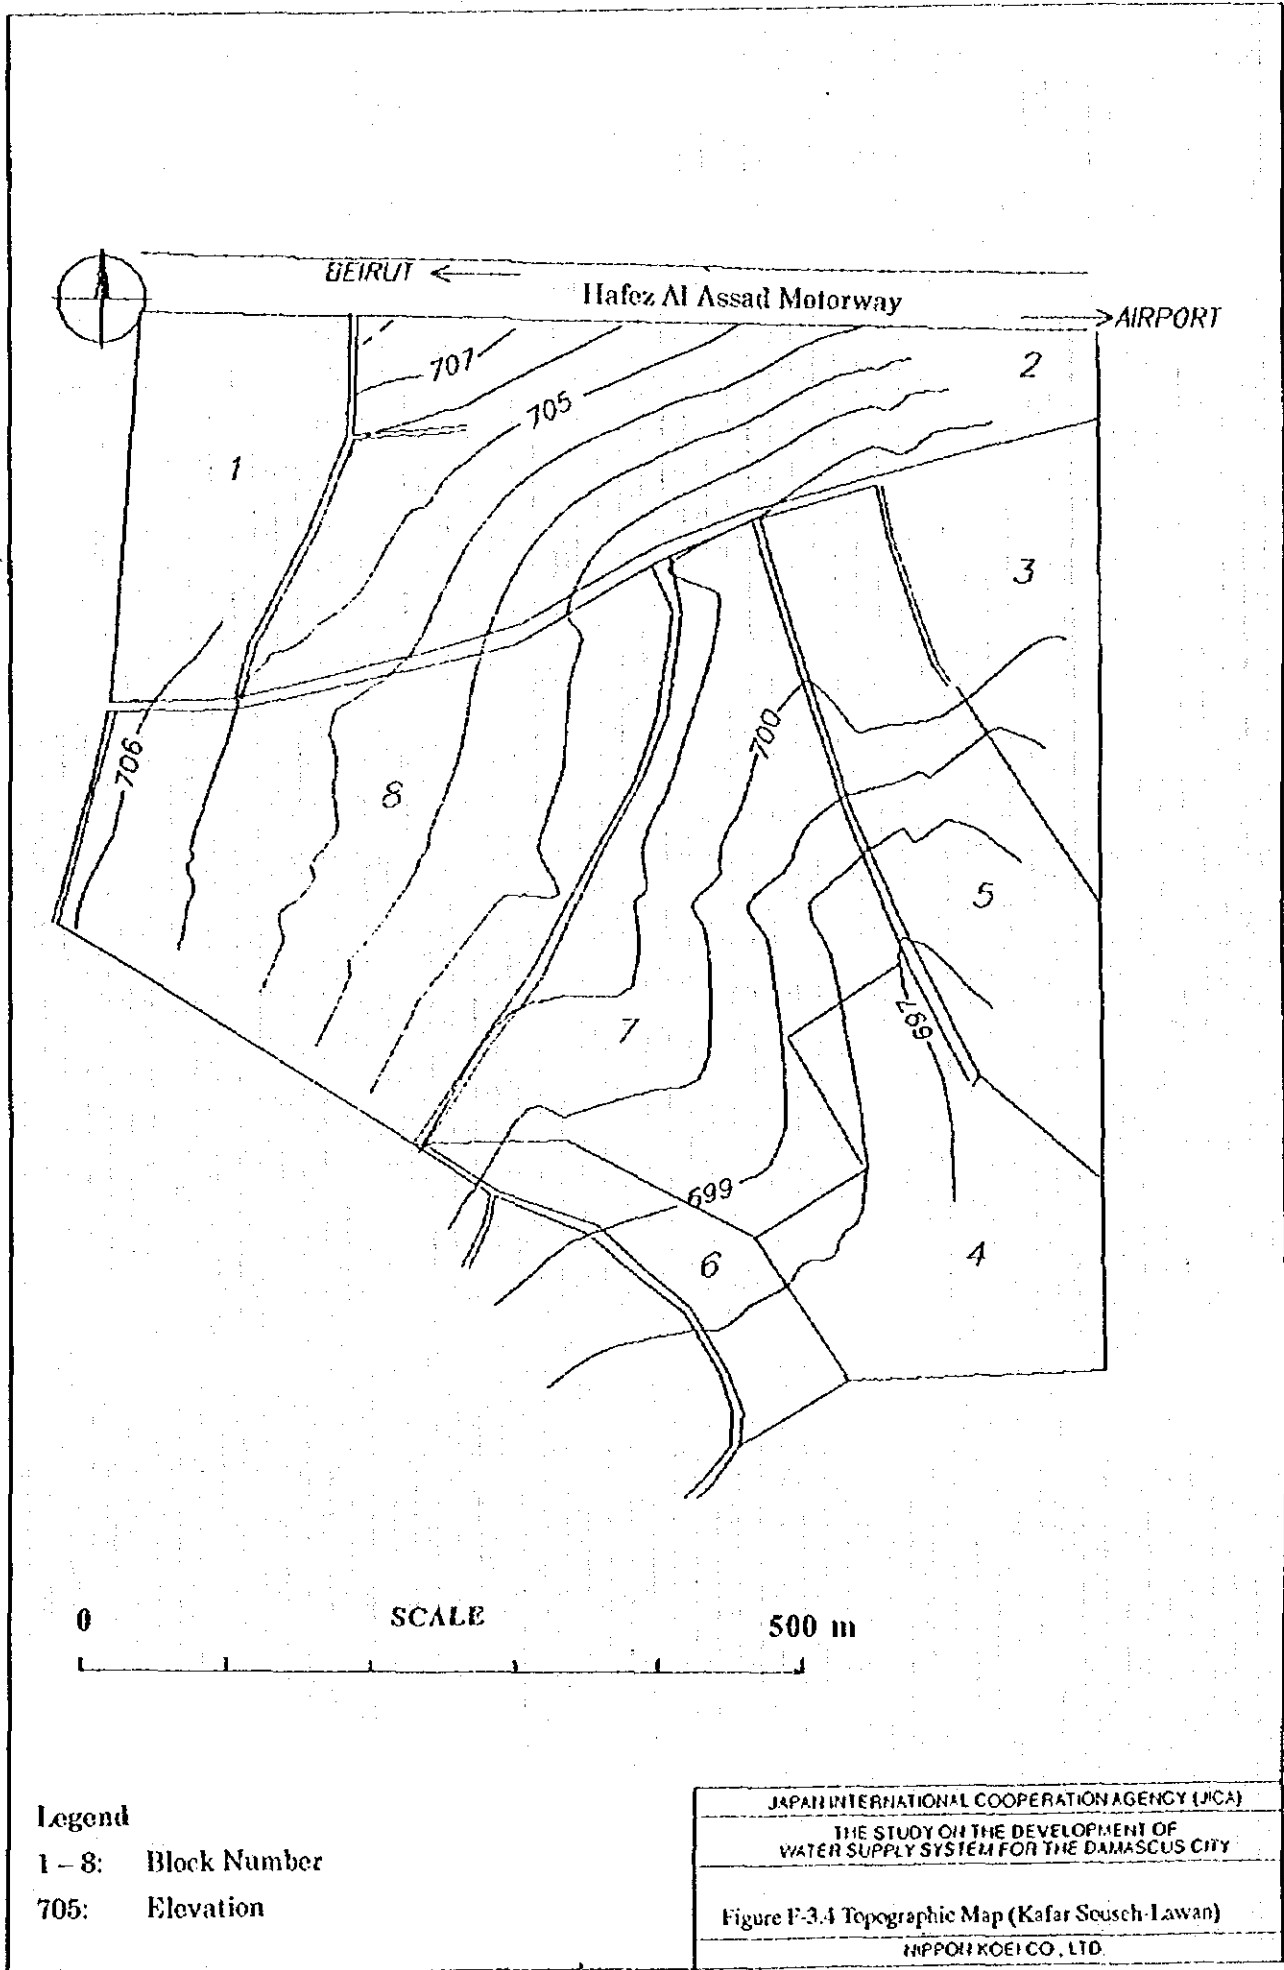 BEIRUT
Hafez Al Assad Motorway
AIRPORT
707
2
705
1
3
700
706
8
5
697
7
699
6
4
0 SCALE 500 m
Legend
1 – 8: Block Number
705: Elevation
JAPAN INTERNATIONAL COOPERATION AGENCY (JICA)
THE STUDY ON THE DEVELOPMENT OF
WATER SUPPLY SYSTEM FOR THE DAMASCUS CITY
Figure F-3.4 Topographic Map (Kafar Sousch-Lawan)
NIPPON KOEI CO., LTD.